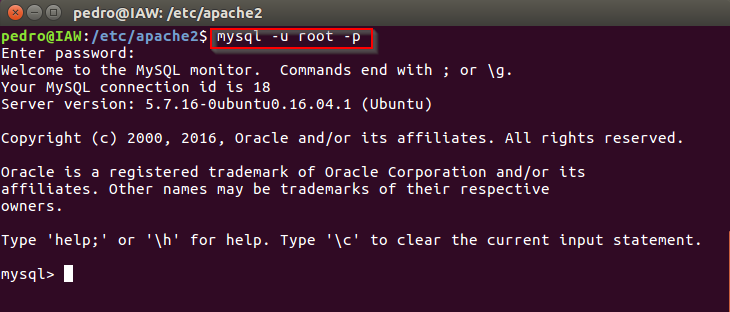 pedro@IAW: /etc/apache2
pedro@IAW:/etc/apache2$ mysql -u root -p
Enter password:
Welcome to the MySQL monitor.  Commands end with ; or \g.
Your MySQL connection id is 18
Server version: 5.7.16-0ubuntu0.16.04.1 (Ubuntu)
Copyright (c) 2000, 2016, Oracle and/or its affiliates. All rights reserved.
Oracle is a registered trademark of Oracle Corporation and/or its
affiliates. Other names may be trademarks of their respective
owners.
Type 'help;' or '\h' for help. Type '\c' to clear the current input statement.
mysql>